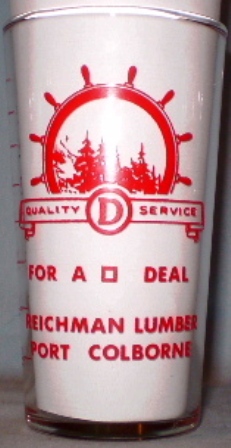 QUALITY D SERVICE
FOR A □ DEAL
REICHMAN LUMBER
PORT COLBORNE